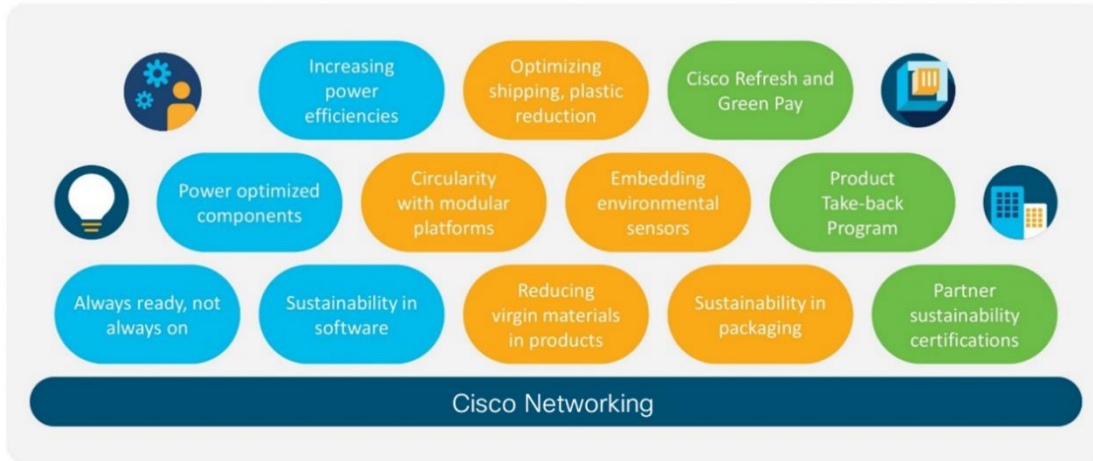 Increasing
power
efficiencies
Optimizing
shipping, plastic
reduction
Cisco Refresh and
Green Pay
Power optimized
components
Circularity
with modular
platforms
Embedding
environmental
sensors
Product
Take-back
Program
Always ready, not
always on
Sustainability in
software
Reducing
virgin materials
in products
Sustainability in
packaging
Partner
sustainability
certifications
Cisco Networking